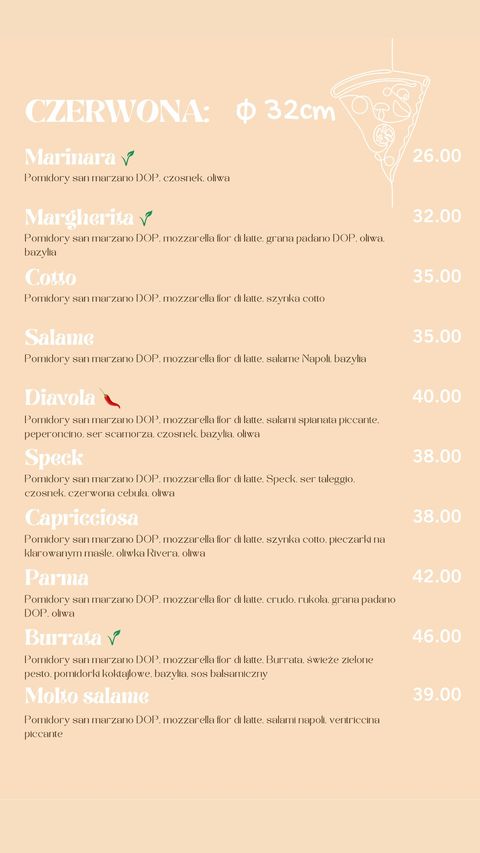 CZERWONA: Φ 32cm
Marinara 26.00
Pomidory san marzano DOP, czosnek, oliwa
Margherita 32.00
Pomidory san marzano DOP, mozzarella fior di latte, grana padano DOP, oliwa,
bazylia
Cotto 35.00
Pomidory san marzano DOP, mozzarella fior di latte, szynka cotto
Salame 35.00
Pomidory san marzano DOP, mozzarella fior di latte, salame Napoli, bazylia
Diavola 40.00
Pomidory san marzano DOP, mozzarella fior di latte, salami spianata piccante,
peperoncino, ser scamorza, czosnek, bazylia, oliwa
Speck 38.00
Pomidory san marzano DOP, mozzarella fior di latte, Speck, ser taleggio,
czosnek, czerwona cebula, oliwa
Capricciosa 38.00
Pomidory san marzano DOP, mozzarella fior di latte, szynka cotto, pieczarki na
klarowanym maśle, oliwka Rivera, oliwa
Parma 42.00
Pomidory san marzano DOP, mozzarella fior di latte, crudo, rukola, grana padano
DOP, oliwa
Burrata 46.00
Pomidory san marzano DOP, mozzarella fior di latte, Burrata, świeże zielone
pesto, pomidorki koktajlowe, bazylia, sos balsamiczny
Molto salame 39.00
Pomidory san marzano DOP, mozzarella fior di latte, salami napoli, ventriccina
piccante